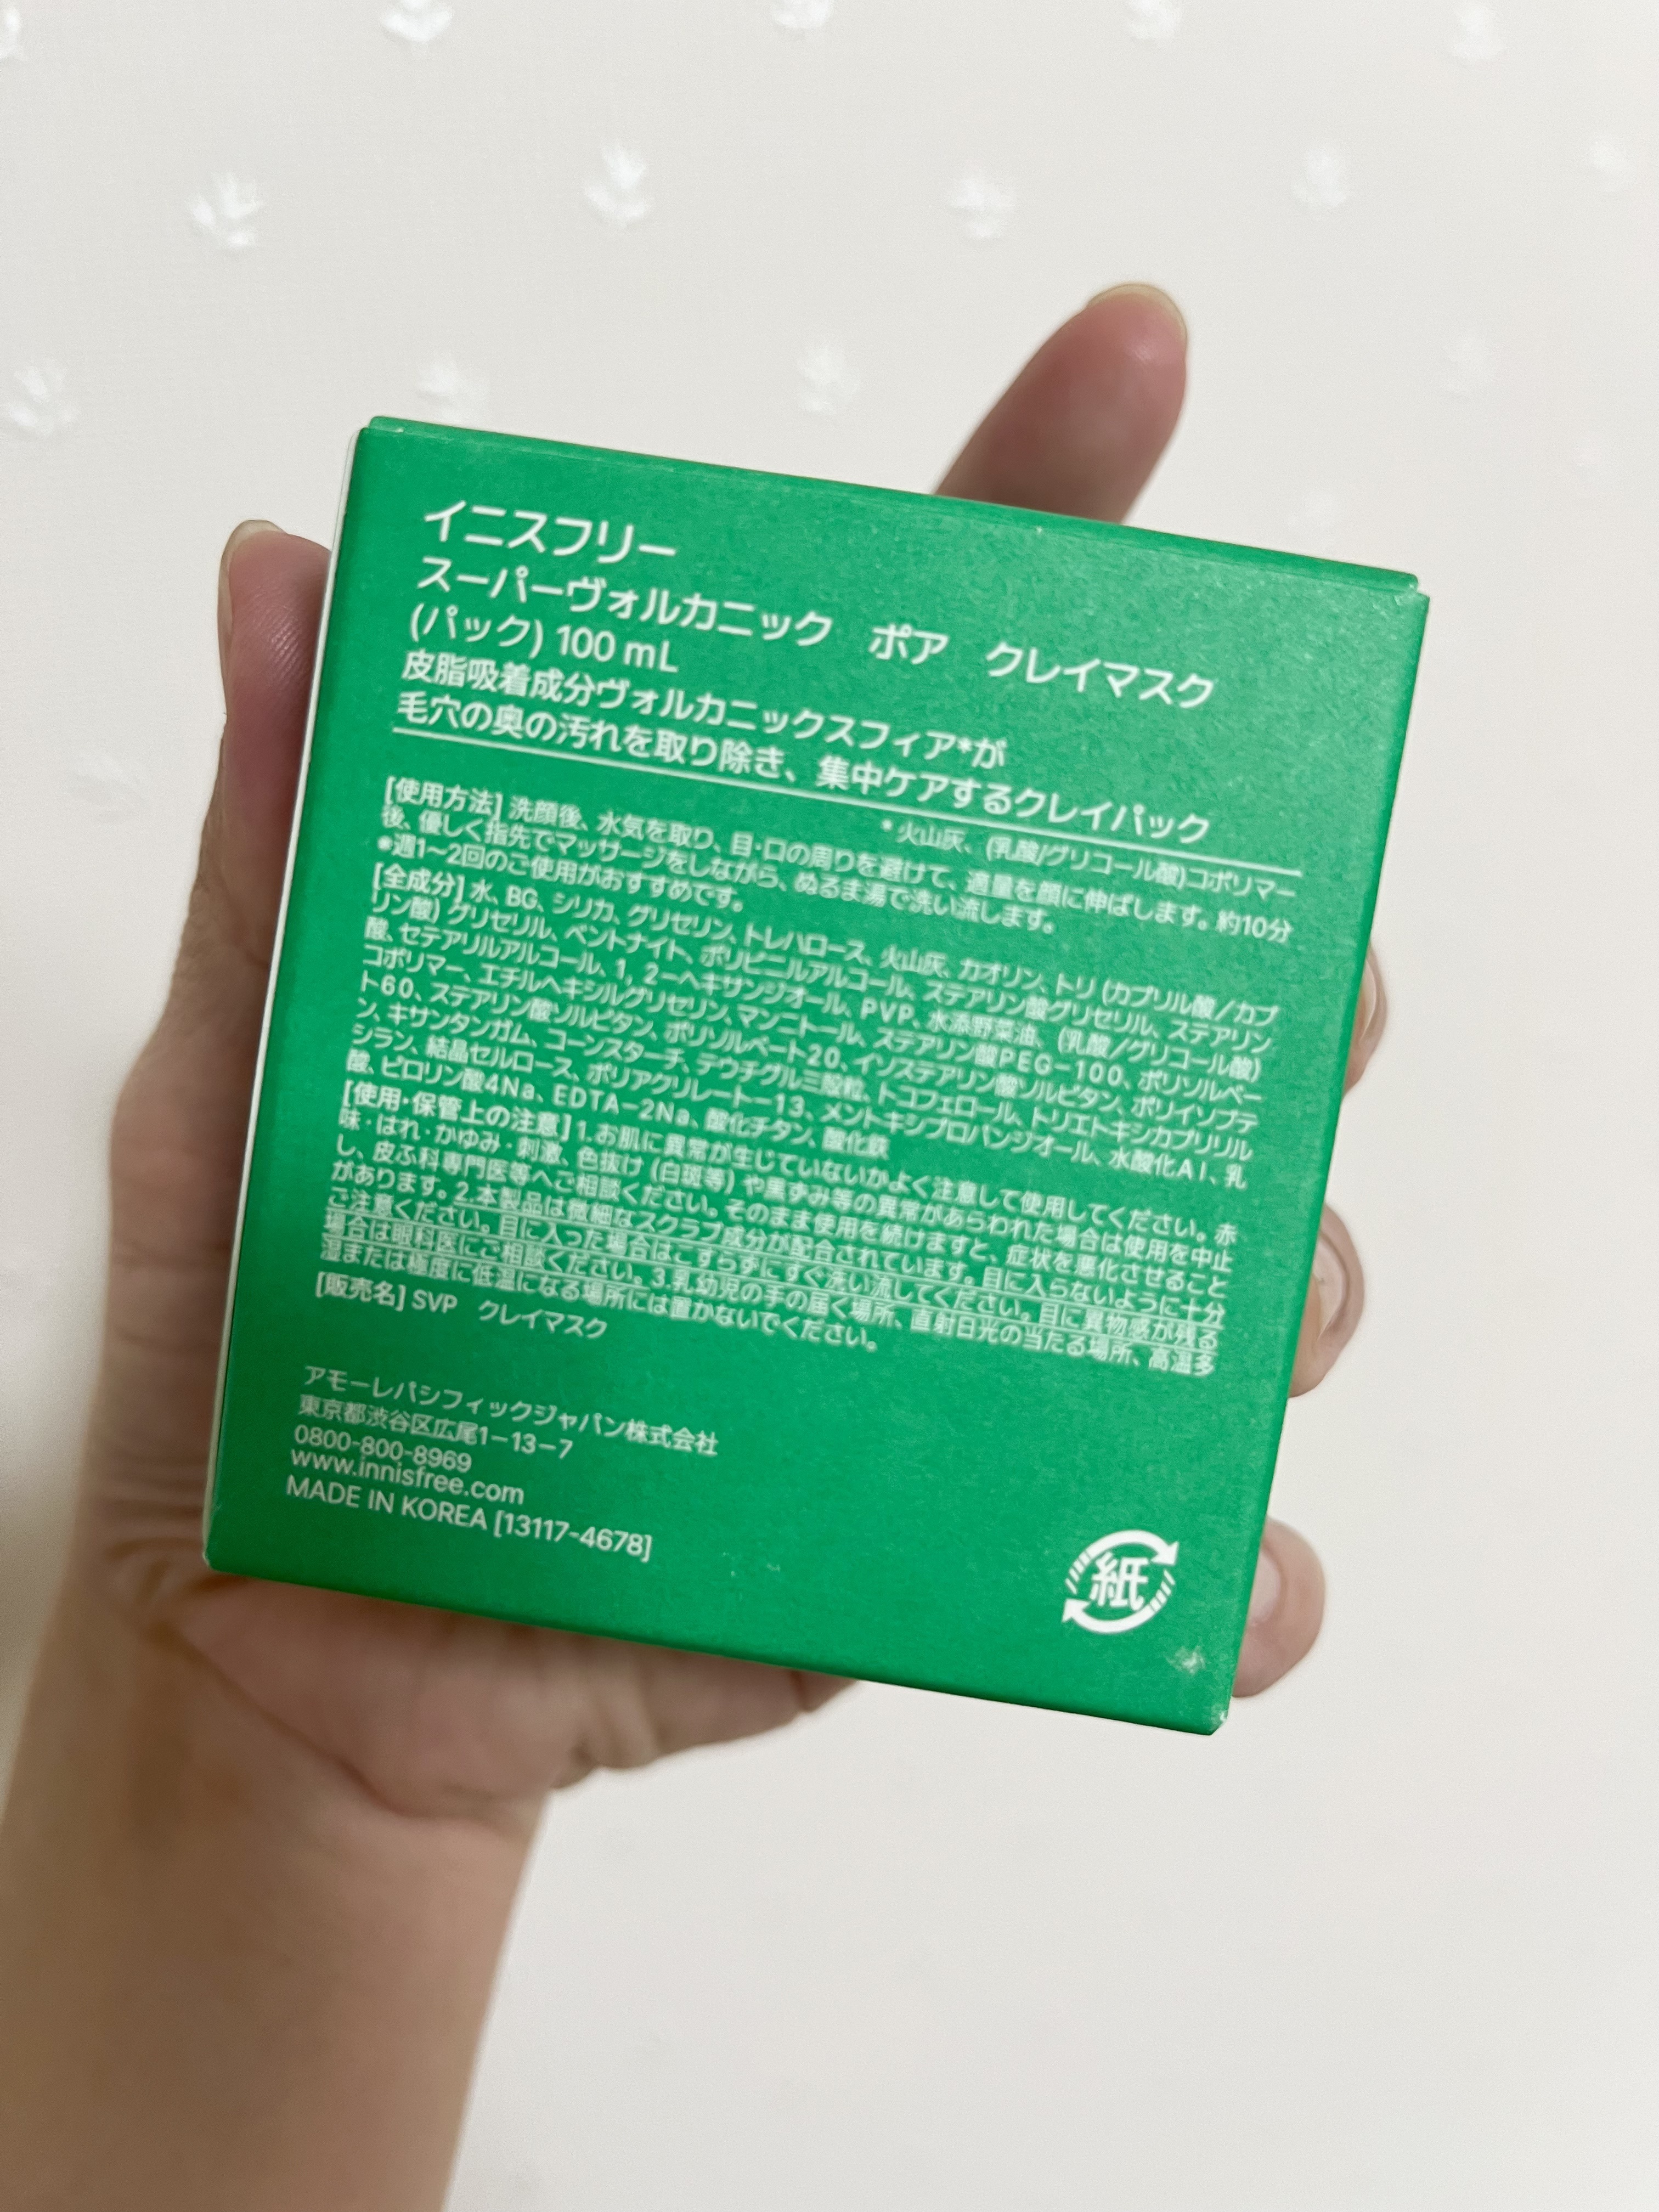 イニスフリー
スーパーヴォルカニック ポア クレイマスク
(パック) 100 mL
皮脂吸着成分ヴォルカニックスフィア*が
毛穴の奥の汚れを取り除き、集中ケアするクレイパック
* 火山灰、(乳酸/グリコール酸)コポリマー
[使用方法] 洗顔後、水気を取り、目・口の周りを避けて、適量を顔に伸ばします。約10分
後、優しく指先でマッサージをしながら、ぬるま湯で洗い流します。
*週1~2回のご使用がおすすめです。
[全成分] 水、BG、シリカ、グリセリン、トレハロース、火山灰、カオリン、トリ (カプリル酸/カプ
リン酸) グリセリル、ベントナイト、ポリビニルアルコール、ステアリン酸グリセリル、ステアリン
酸、セテアリルアルコール、1, 2-ヘキサンジオール、PVP、水添野菜油、(乳酸/グリコール酸)
コポリマー、エチルヘキシルグリセリン、マンニトール、ステアリン酸PEG-100、ポリソルベー
ト60、ステアリン酸ソルビタン、ポリソルベート20、イソステアリン酸ソルビタン、ポリイソブテ
ン、キサンタンガム、コーンスターチ、デウチグルミ殻粒、トコフェロール、トリエトキシカプリリル
シラン、結晶セルロース、ポリアクリレート-13、メントキシプロパンジオール、水酸化Al、乳
酸、ピロリン酸4Na、EDTA-2Na、酸化チタン、酸化鉄
[使用・保管上の注意] 1.お肌に異常が生じていないかよく注意して使用してください。赤
味・はれ・かゆみ・刺激、色抜け (白斑等) や黒ずみ等の異常があらわれた場合は使用を中止
し、皮ふ科専門医等へご相談ください。そのまま使用を続けますと、症状を悪化させること
があります。2.本製品は微細なスクラブ成分が配合されています。目に入らないように十分
ご注意ください。目に入った場合はこすらずにすぐ洗い流してください。目に異物感が残る
場合は眼科医にご相談ください。3.乳幼児の手の届く場所、直射日光の当たる場所、高温多
湿または極度に低温になる場所には置かないでください。
[販売名] SVP クレイマスク
アモーレパシフィックジャパン株式会社
東京都渋谷区広尾1-13-7
0800-800-8969
www.innisfree.com
MADE IN KOREA [13117-4678]
紙